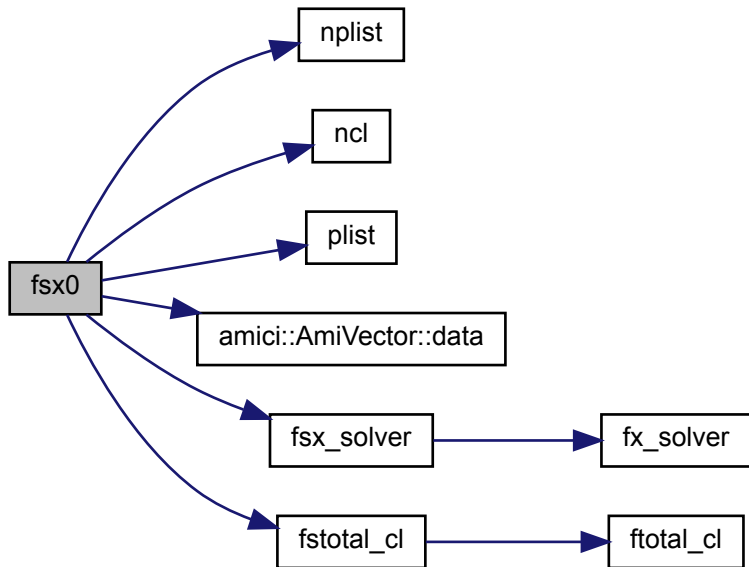 nplist
ncl
plist
fsx0
amici::AmiVector::data
fsx_solver
fx_solver
fstotal_cl
ftotal_cl